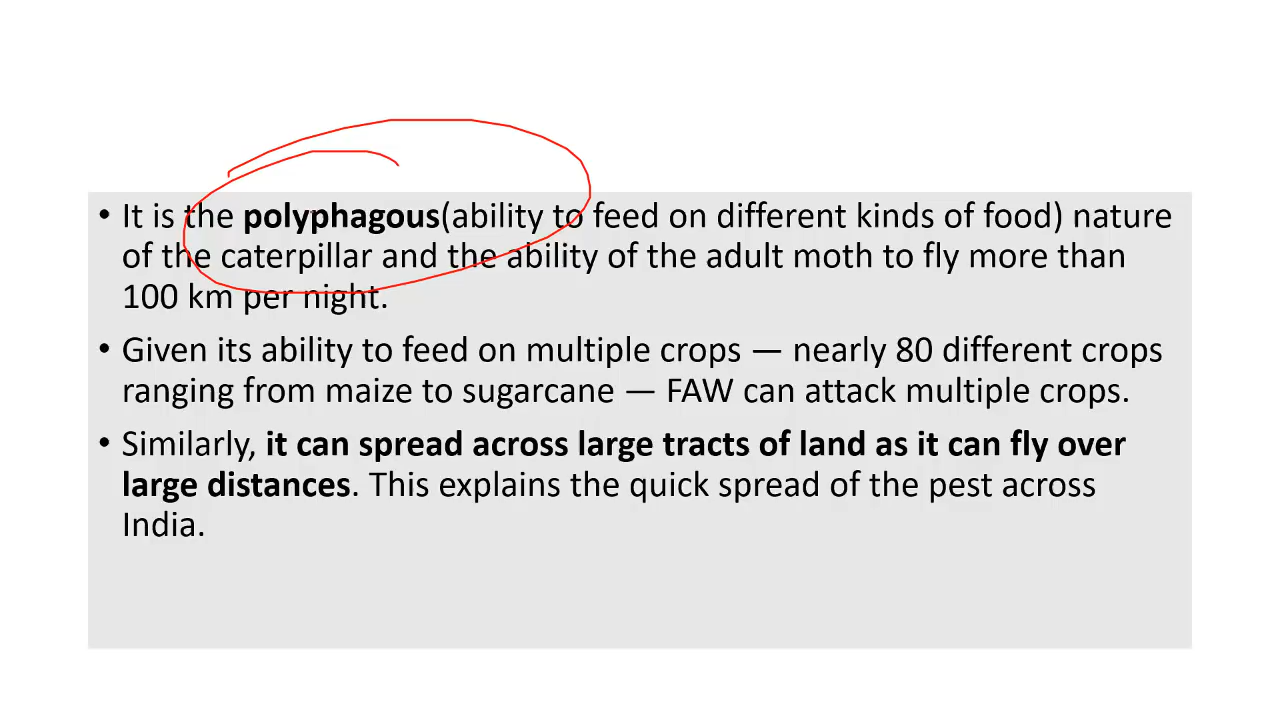 • It is the polyphagous(ability to feed on different kinds of food) nature
of the caterpillar and the ability of the adult moth to fly more than
100 km per night.
• Given its ability to feed on multiple crops — nearly 80 different crops
ranging from maize to sugarcane — FAW can attack multiple crops.
• Similarly, it can spread across large tracts of land as it can fly over
large distances. This explains the quick spread of the pest across
India.